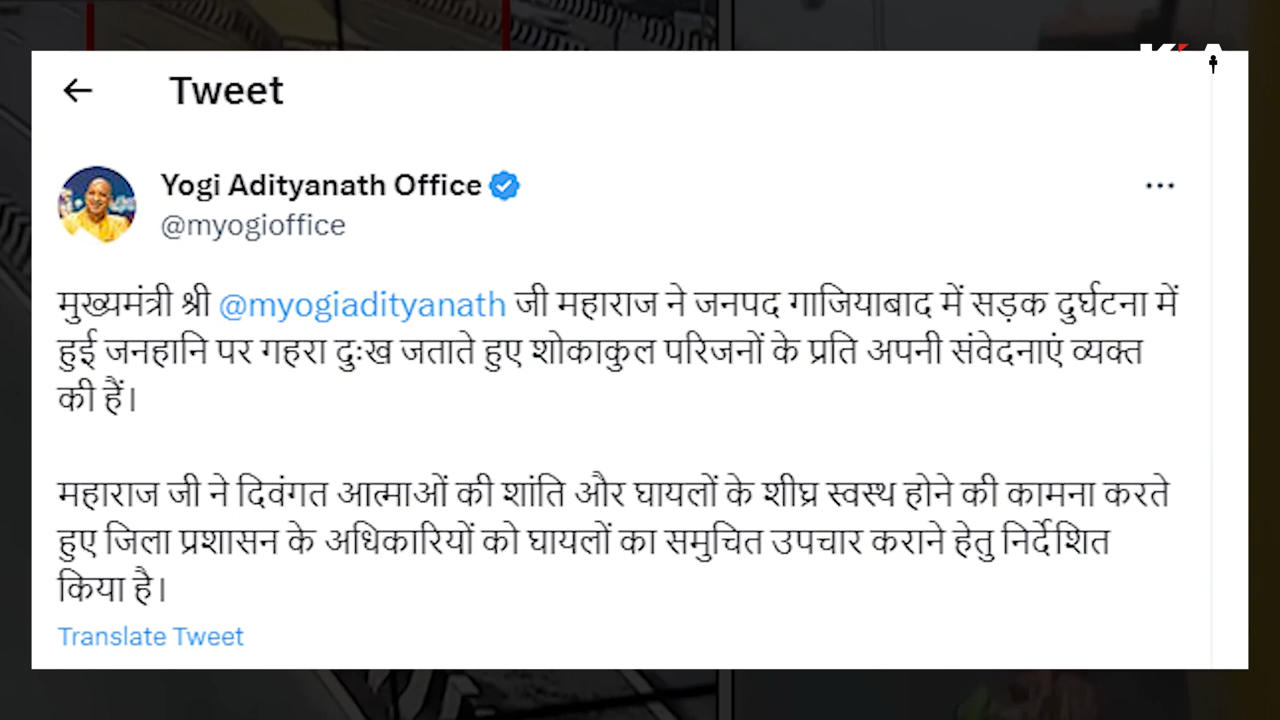 Tweet
Yogi Adityanath Office
@myogioffice
मुख्यमंत्री श्री @myogiadityanath जी महाराज ने जनपद गाजियाबाद में सड़क दुर्घटना में
हुई जनहानि पर गहरा दुःख जताते हुए शोकाकुल परिजनों के प्रति अपनी संवेदनाएं व्यक्त
की हैं।
महाराज जी ने दिवंगत आत्माओं की शांति और घायलों के शीघ्र स्वस्थ होने की कामना करते
हुए जिला प्रशासन के अधिकारियों को घायलों का समुचित उपचार कराने हेतु निर्देशित
किया है।
Translate Tweet